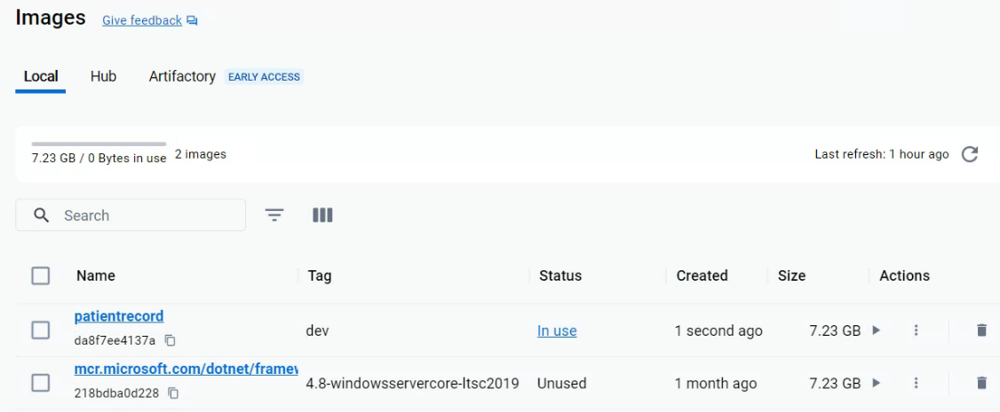 Images Give feedback
Local Hub Artifactory EARLY ACCESS
7.23 GB / 0 Bytes in use 2 images Last refresh: 1 hour ago
Search
Name Tag Status Created Size Actions
patientrecord
da8f7ee4137a dev In use 1 second ago 7.23 GB
mcr.microsoft.com/dotnet/framew
218bdba0d228 4.8-windowsservercore-ltsc2019 Unused 1 month ago 7.23 GB